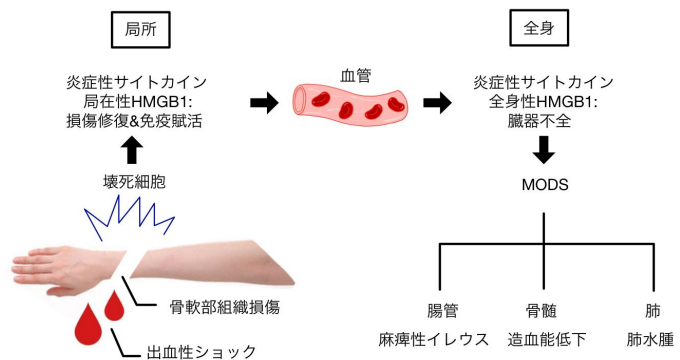 局所
全身
炎症性サイトカイン
局在性HMGB1:
損傷修復&免疫賦活
血管
炎症性サイトカイン
全身性HMGB1:
臓器不全
壊死細胞
MODS
骨軟部組織損傷
出血性ショック
腸管
麻痺性イレウス
骨髄
造血能低下
肺
肺水腫